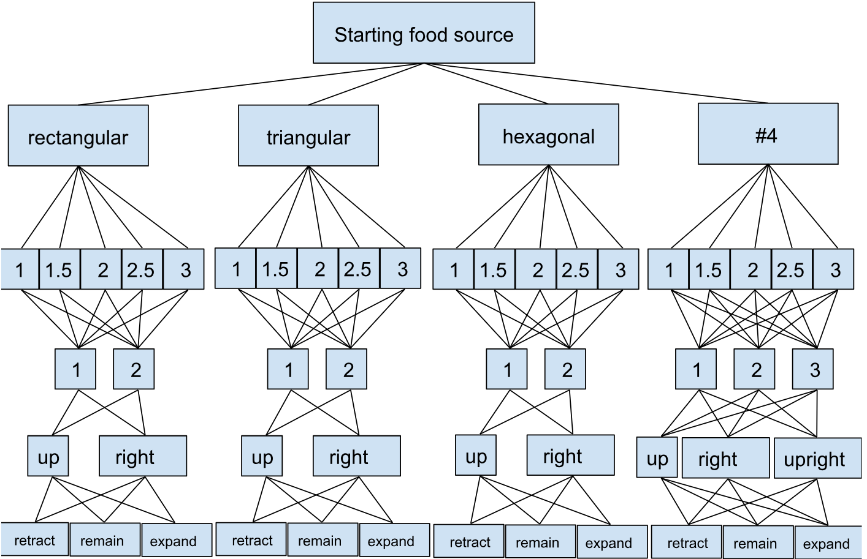 Starting food source
rectangular triangular hexagonal #4
1 1.5 2 2.5 3 1 1.5 2 2.5 3 1 1.5 2 2.5 3 1 1.5 2 2.5 3
1 2 1 2 1 2 1 2 3
up right up right up right up right upright
retract remain expand retract remain expand retract remain expand retract remain expand